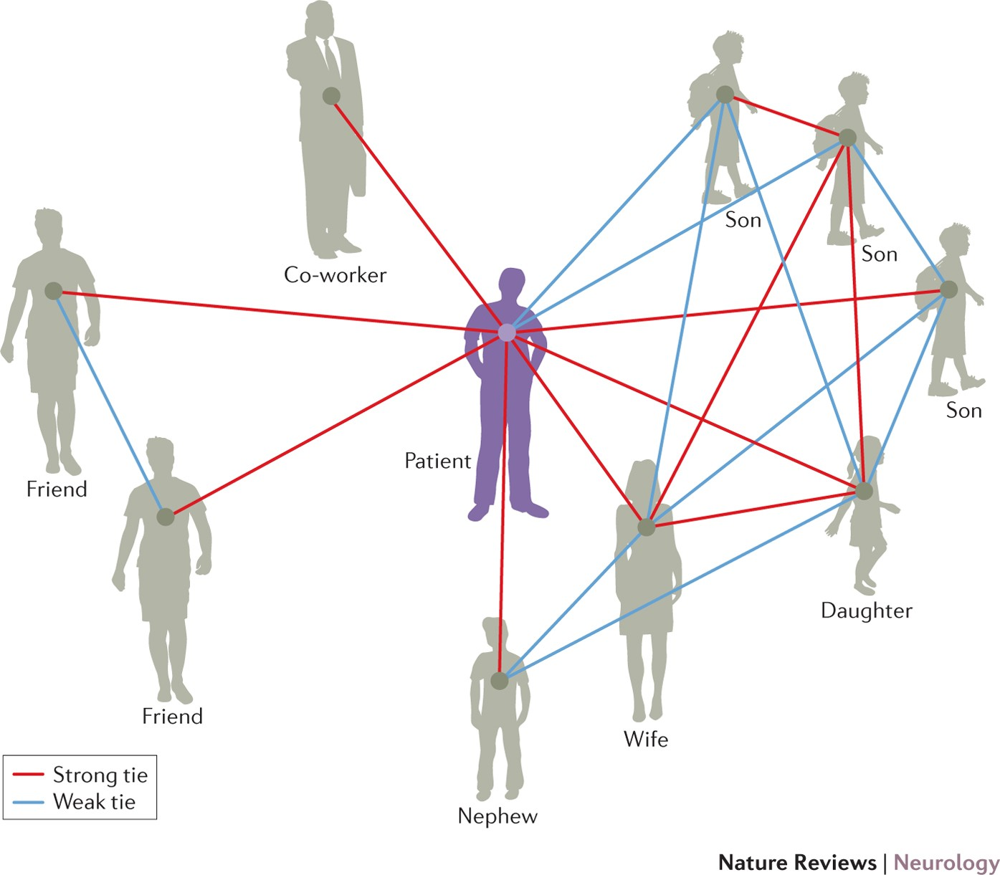 Co-worker
Son
Son
Son
Friend
Patient
Friend
Daughter
Wife
Nephew
Strong tie
Weak tie
Nature Reviews | Neurology